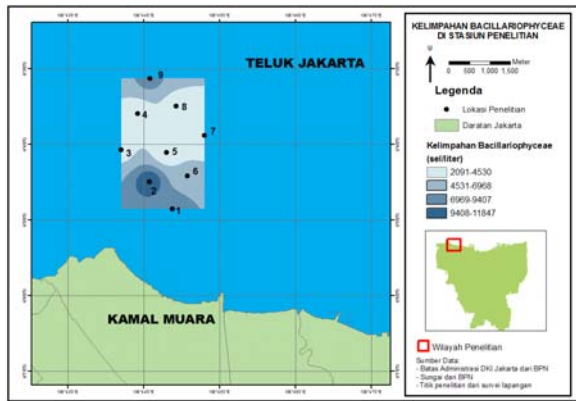 KELIMPAHAN BACILLARIOPHYCEAE
DI STASIUN PENELITIAN
Meter
0 500 1,000 1,500
Legenda
Lokasi Penelitian
Daratan Jakarta
Kelimpahan Bacillariophyceae
(sel/liter)
2091-4530
4531-6968
6969-9407
9408-11847
Wilayah Penelitian
Sumber Data:
- Batas Administrasi DKI Jakarta dari BPN
- Sungai dari BPN
- Titik penelitian dari survei lapangan
TELUK JAKARTA
9
8
4
7
3
5
6
2
1
KAMAL MUARA